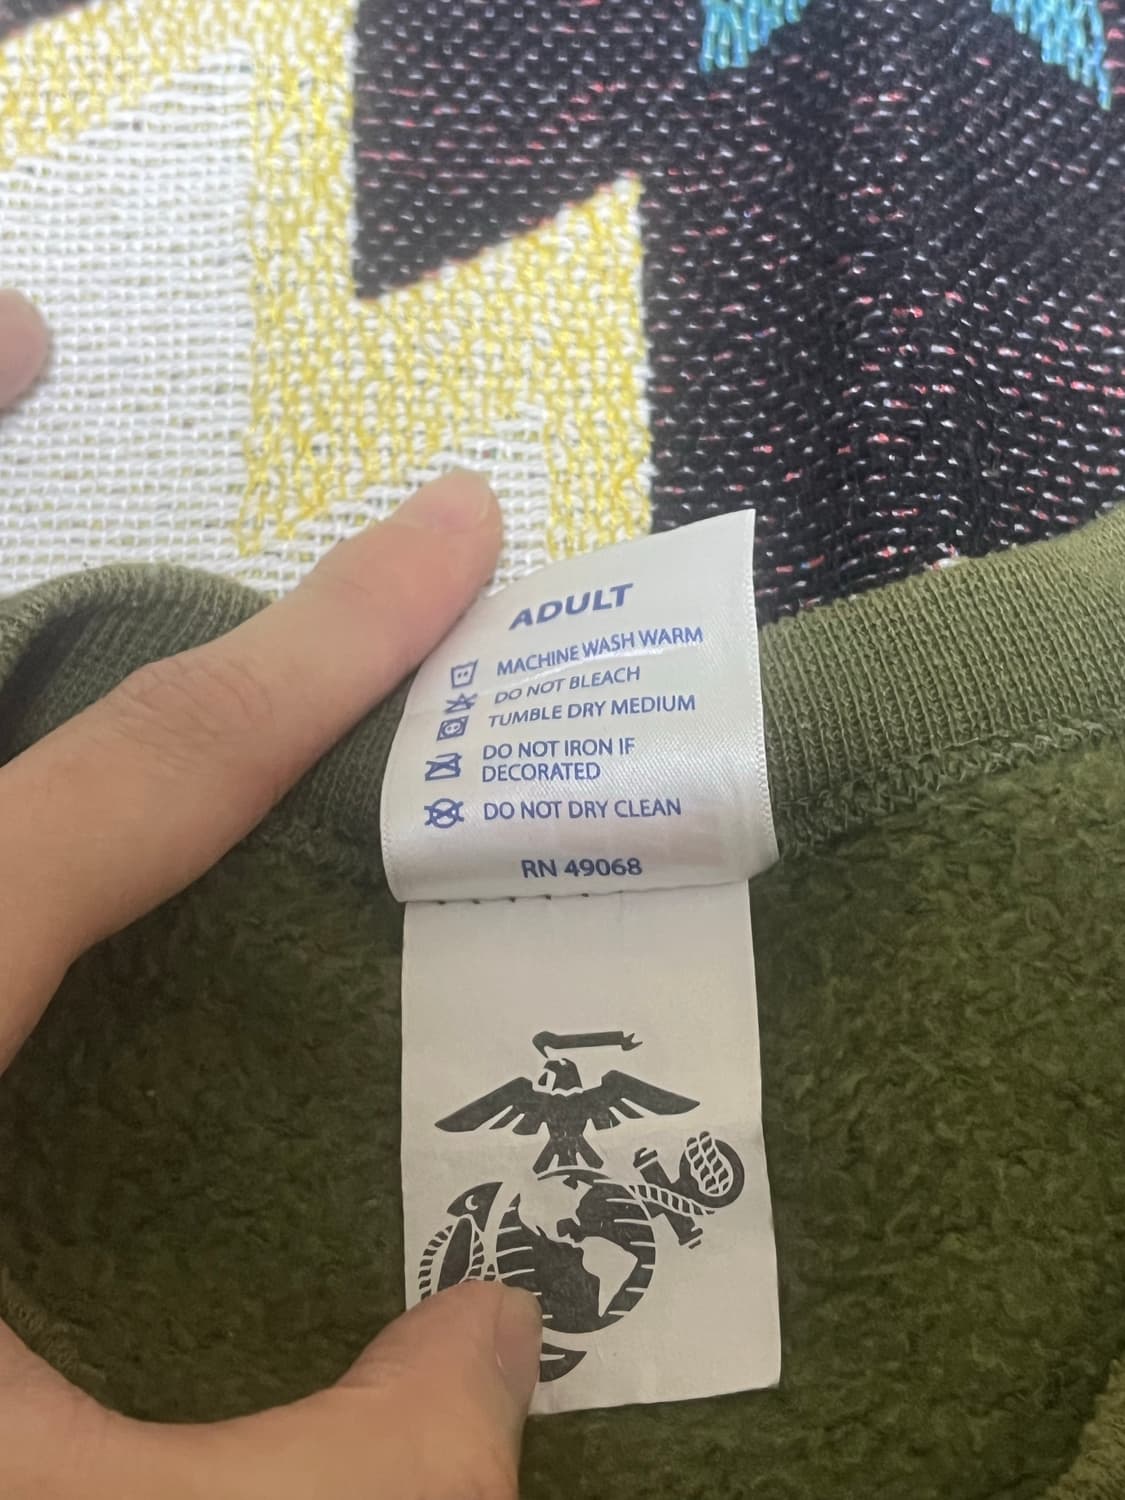 ADULT
MACHINE WASH WARM
DO NOT BLEACH
TUMBLE DRY MEDIUM
DO NOT IRON IF
DECORATED
DO NOT DRY CLEAN
RN 49068